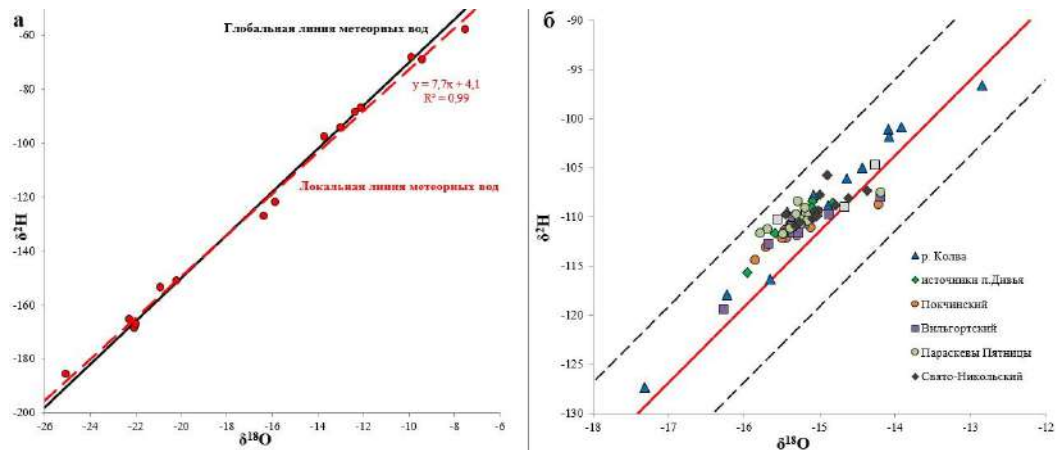 а
Глобальная линия метеорных вод
y = 7,7x + 4,1
R² = 0,99
Локальная линия метеорных вод
-60
-80
-100
-120
-140
-160
-180
-200
-26 -24 -22 -20 -18 -16 -14 -12 -10 -8 -6
δ²H
δ¹⁸O
б
-90
-95
-100
-105
-110
-115
-120
-125
-130
-18 -17 -16 -15 -14 -13 -12
δ²H
δ¹⁸O
р. Колва
источники п.Дивья
Покчинский
Вильгортский
Параскевы Пятницы
Свято-Никольский